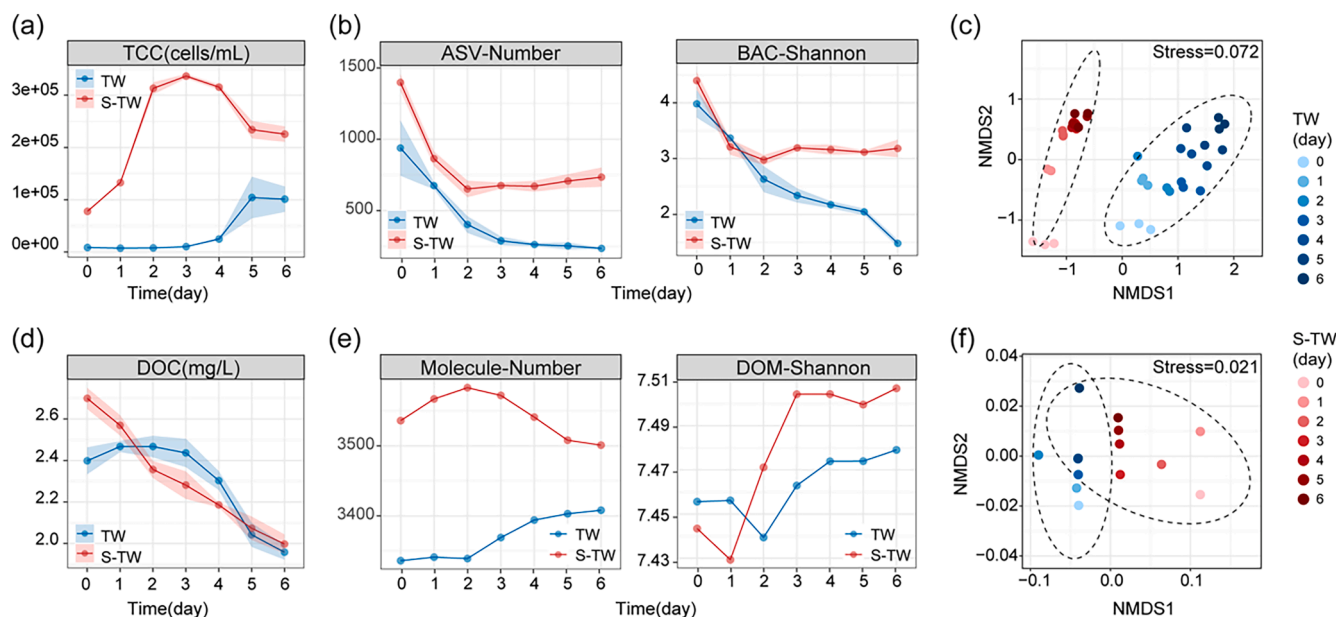 (a)
TCC(cells/mL)
3e+05
2e+05
1e+05
0e+00
TW
S-TW
0 1 2 3 4 5 6
Time(day)
(b)
ASV-Number
1500
1000
500
TW
S-TW
0 1 2 3 4 5 6
BAC-Shannon
4
3
2
TW
S-TW
0 1 2 3 4 5 6
Time(day)
(c)
Stress=0.072
NMDS2
1
0
−1
−1 0 1 2
NMDS1
TW
(day)
0
1
2
3
4
5
6
(d)
DOC(mg/L)
2.6
2.4
2.2
2.0
TW
S-TW
0 1 2 3 4 5 6
Time(day)
(e)
Molecule-Number
3500
3400
TW
S-TW
0 1 2 3 4 5 6
DOM-Shannon
7.51
7.49
7.47
7.45
7.43
TW
S-TW
0 1 2 3 4 5 6
Time(day)
(f)
Stress=0.021
NMDS2
0.04
0.02
0.00
−0.02
−0.04
−0.1 0.0 0.1
NMDS1
S-TW
(day)
0
1
2
3
4
5
6